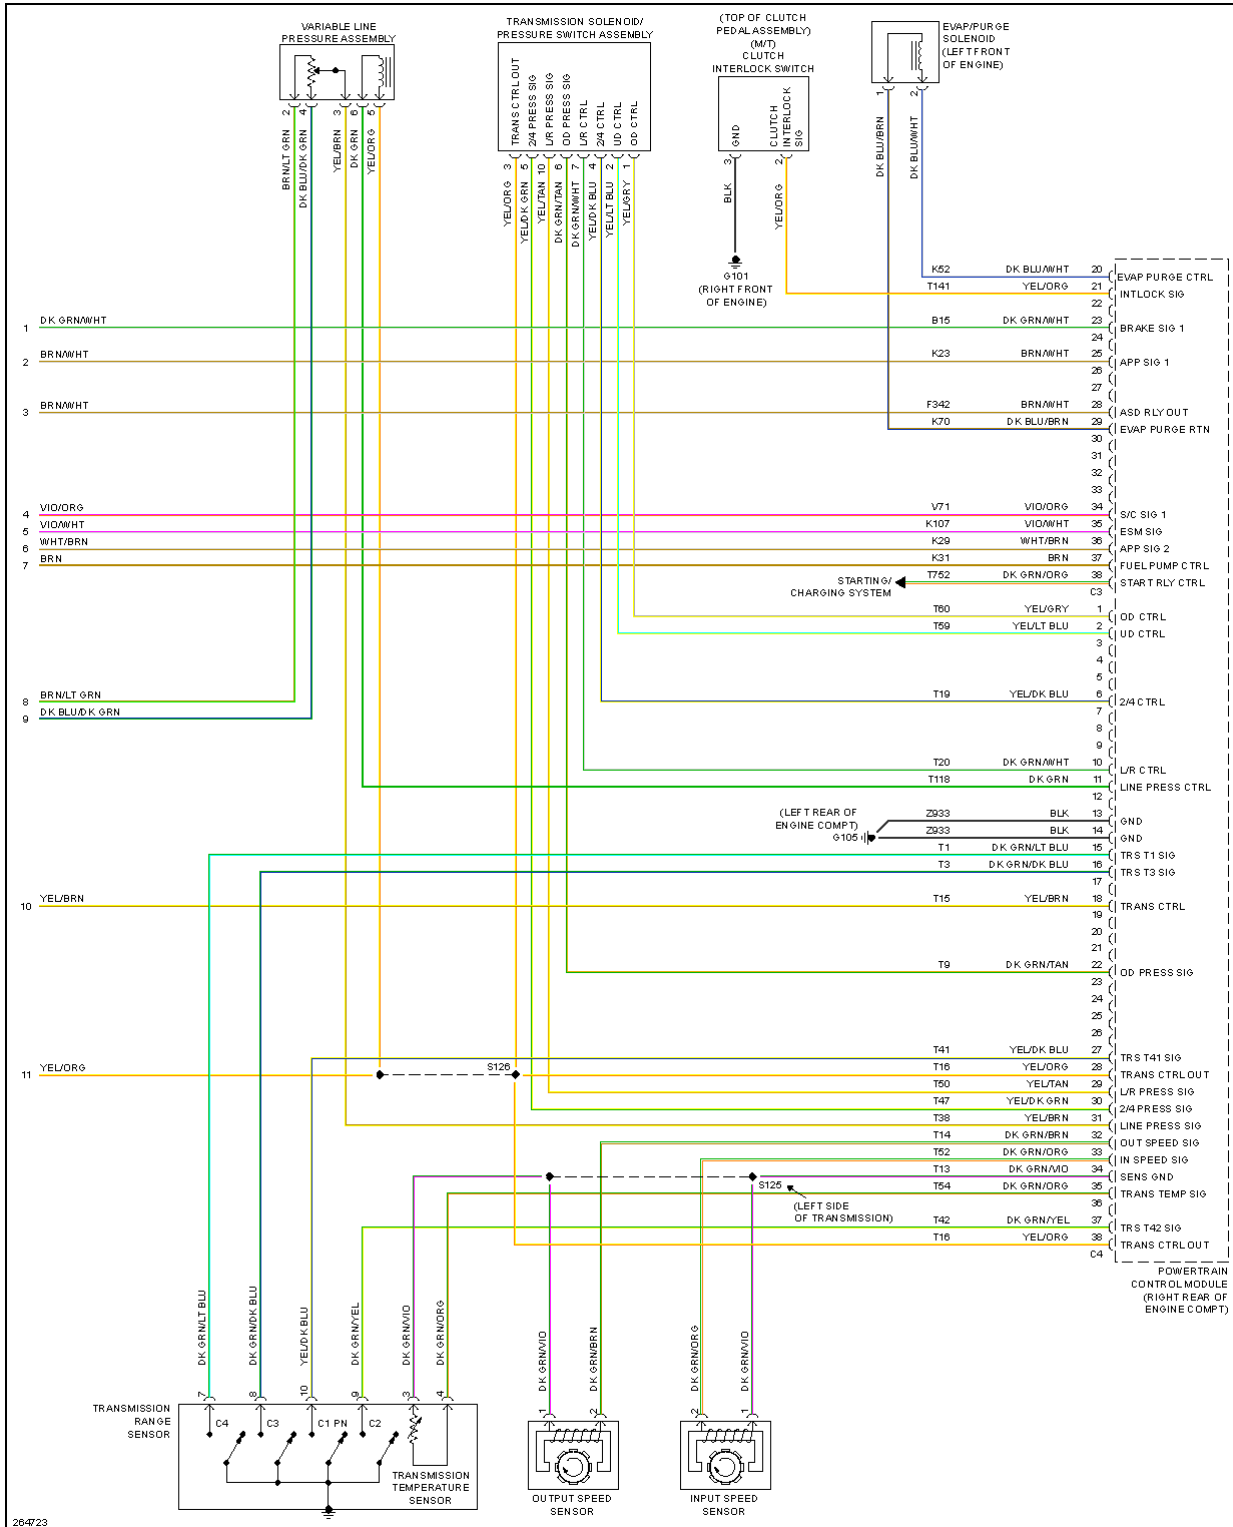 VARIABLE LINE
PRESSURE ASSEMBLY
TRANSMISSION SOLENOID/
PRESSURE SWITCH ASSEMBLY
(TOP OF CLUTCH
PEDAL ASSEMBLY)
(M/T)
CLUTCH
INTERLOCK SWITCH
EVAP/PURGE
SOLENOID
(LEFT FRONT
OF ENGINE)
2 4 3 6 5
BRN/LT GRN
DK BLU/DK GRN
YEL/BRN
DK GRN
YEL/ORG
TRANS CTRL OUT
2/4 PRESS SIG
L/R PRESS SIG
OD PRESS SIG
L/R CTRL
2/4 CTRL
UD CTRL
OD CTRL
3 5 10 6 7 4 2 1
YEL/ORG
YEL/DK GRN
YEL/TAN
DK GRN/TAN
DK GRN/WHT
YEL/DK BLU
YEL/LT BLU
YEL/GRY
GND
CLUTCH
INTERLOCK
SIG
3 2
BLK
YEL/ORG
1 2
DK BLU/BRN
DK BLU/WHT
G101
(RIGHT FRONT
OF ENGINE)
K52 DK BLU/WHT 20 EVAP PURGE CTRL
T141 YEL/ORG 21 INTLOCK SIG
22
1 DK GRN/WHT B15 DK GRN/WHT 23 BRAKE SIG 1
24
2 BRN/WHT K23 BRN/WHT 25 APP SIG 1
26
27
3 BRN/WHT F342 BRN/WHT 28 ASD RLY OUT
K70 DK BLU/BRN 29 EVAP PURGE RTN
30
31
32
33
4 VIO/ORG V71 VIO/ORG 34 S/C SIG 1
5 VIO/WHT K107 VIO/WHT 35 ESM SIG
6 WHT/BRN K29 WHT/BRN 36 APP SIG 2
7 BRN K31 BRN 37 FUEL PUMP CTRL
STARTING/
CHARGING SYSTEM
T752 DK GRN/ORG 38 START RLY CTRL
C3
T60 YEL/GRY 1 OD CTRL
T59 YEL/LT BLU 2 UD CTRL
3
4
5
8 BRN/LT GRN T19 YEL/DK BLU 6 2/4 CTRL
9 DK BLU/DK GRN 7
8
9
T20 DK GRN/WHT 10 L/R CTRL
T118 DK GRN 11 LINE PRESS CTRL
12
(LEFT REAR OF
ENGINE COMPT)
G105
Z933 BLK 13 GND
Z933 BLK 14 GND
T1 DK GRN/LT BLU 15 TRS T1 SIG
T3 DK GRN/DK BLU 16 TRS T3 SIG
17
10 YEL/BRN T15 YEL/BRN 18 TRANS CTRL
19
20
21
T9 DK GRN/TAN 22 OD PRESS SIG
23
24
25
26
T41 YEL/DK BLU 27 TRS T41 SIG
11 YEL/ORG S126 T16 YEL/ORG 28 TRANS CTRL OUT
T50 YEL/TAN 29 L/R PRESS SIG
T47 YEL/DK GRN 30 2/4 PRESS SIG
T38 YEL/BRN 31 LINE PRESS SIG
T14 DK GRN/BRN 32 OUT SPEED SIG
T52 DK GRN/ORG 33 IN SPEED SIG
T13 DK GRN/VIO 34 SENS GND
S125
(LEFT SIDE
OF TRANSMISSION)
T54 DK GRN/ORG 35 TRANS TEMP SIG
36
T42 DK GRN/YEL 37 TRS T42 SIG
T16 YEL/ORG 38 TRANS CTRL OUT
C4
POWERTRAIN
CONTROL MODULE
(RIGHT REAR OF
ENGINE COMPT)
DK GRN/LT BLU
DK GRN/DK BLU
YEL/DK BLU
DK GRN/YEL
DK GRN/VIO
DK GRN/ORG
DK GRN/VIO
DK GRN/BRN
DK GRN/ORG
DK GRN/VIO
7 8 10 9 3 4
1 2 2 1
TRANSMISSION
RANGE
SENSOR
C4 C3 C1 PN C2
TRANSMISSION
TEMPERATURE
SENSOR
OUTPUT SPEED
SENSOR
INPUT SPEED
SENSOR
264723